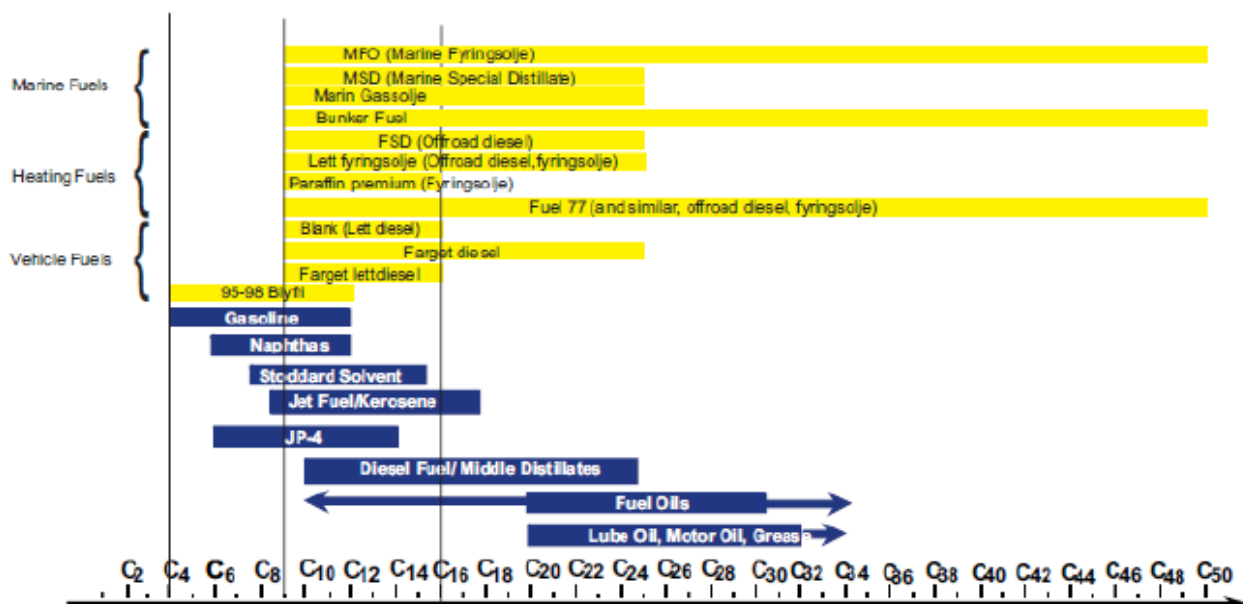 MFO (Marine Fyringsolje)
MSD (Marine Special Distillate)
Marine Fuels
Marin Gassolje
Bunker Fuel
FSD (Offroad diesel)
Lett fyringsolje (Offroad diesel,fyringsolje)
Heating Fuels
Paraffin premium (Fyringsolje)
Fuel 77 (and similar, offroad diesel, fyringsolje)
Blank (Lett diesel)
Farget diesel
Vehicle Fuels
Farget lettdiesel
95-98 Blyfri
Gasoline
Naphthas
Stoddard Solvent
Jet Fuel/Kerosene
JP-4
Diesel Fuel/ Middle Distillates
Fuel Oils
Lube Oil, Motor Oil, Grease
C2 C4 C6 C8 C10 C12 C14 C16 C18 C20 C22 C24 C26 C28 C30 C32 C34 C36 C38 C40 C42 C44 C46 C48 C50